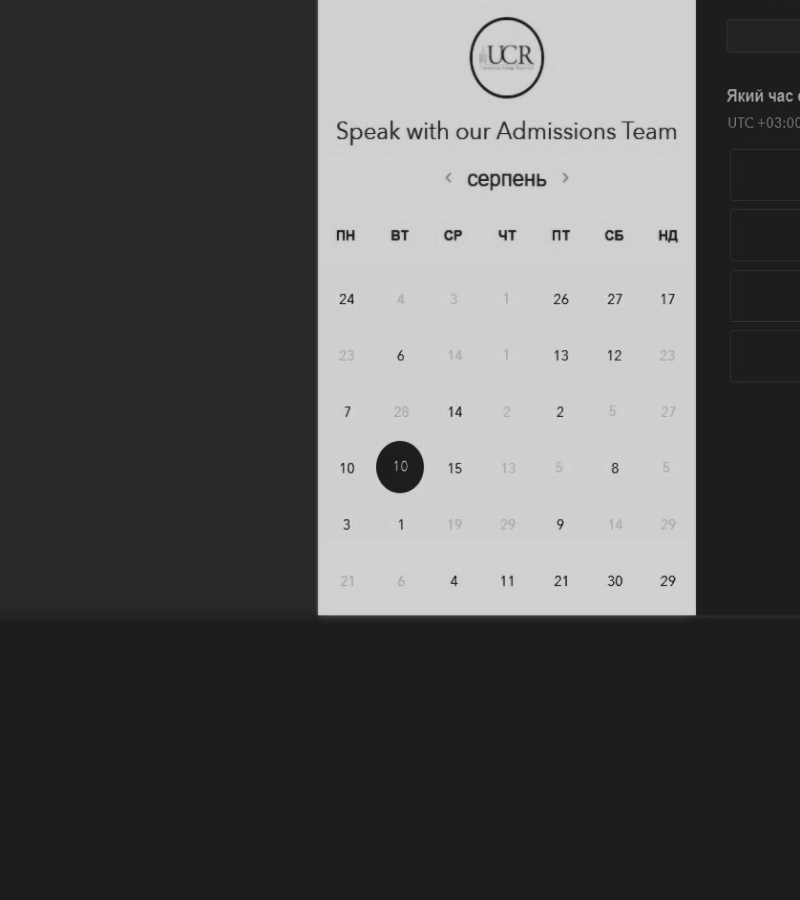 UCR
Speak with our Admissions Team
серпень
ПН ВТ СР ЧТ ПТ СБ НД
24 4 3 1 26 27 17
23 6 14 1 13 12 23
7 28 14 2 2 5 27
10 10 15 13 5 8 5
3 1 19 29 9 14 29
21 6 4 11 21 30 29
Який час
UTC +03:00